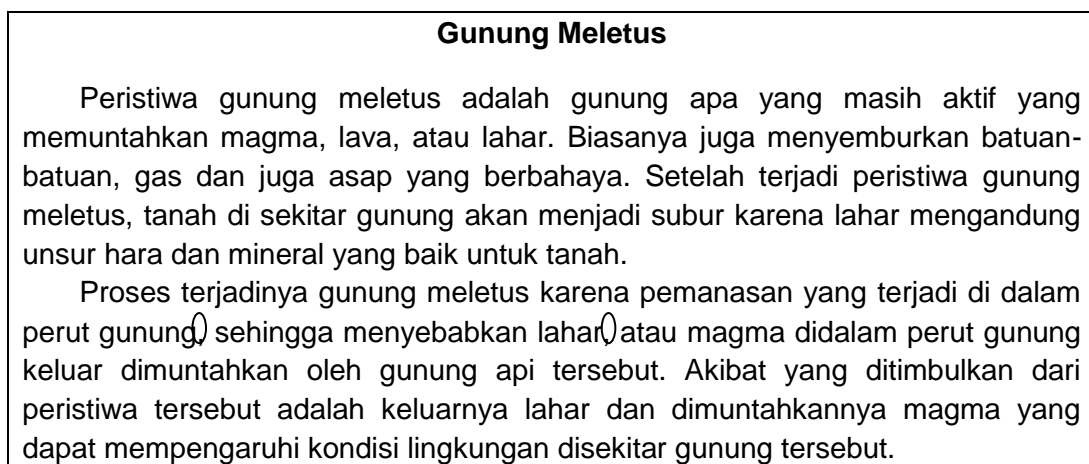 Gunung Meletus
Peristiwa gunung meletus adalah gunung apa yang masih aktif yang
memuntahkan magma, lava, atau lahar. Biasanya juga menyemburkan batuan-
batuan, gas dan juga asap yang berbahaya. Setelah terjadi peristiwa gunung
meletus, tanah di sekitar gunung akan menjadi subur karena lahar mengandung
unsur hara dan mineral yang baik untuk tanah.
Proses terjadinya gunung meletus karena pemanasan yang terjadi di dalam
perut gunung, sehingga menyebabkan lahar, atau magma didalam perut gunung
keluar dimuntahkan oleh gunung api tersebut. Akibat yang ditimbulkan dari
peristiwa tersebut adalah keluarnya lahar dan dimuntahkannya magma yang
dapat mempengaruhi kondisi lingkungan disekitar gunung tersebut.